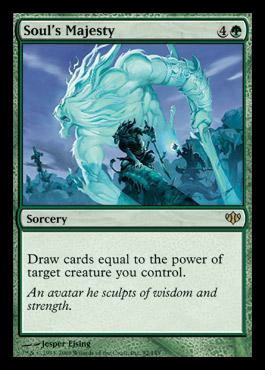 Soul's Majesty 4
Sorcery
Draw cards equal to the power of
target creature you control.
An avatar he sculpts of wisdom and
strength.
Jesper Ejsing